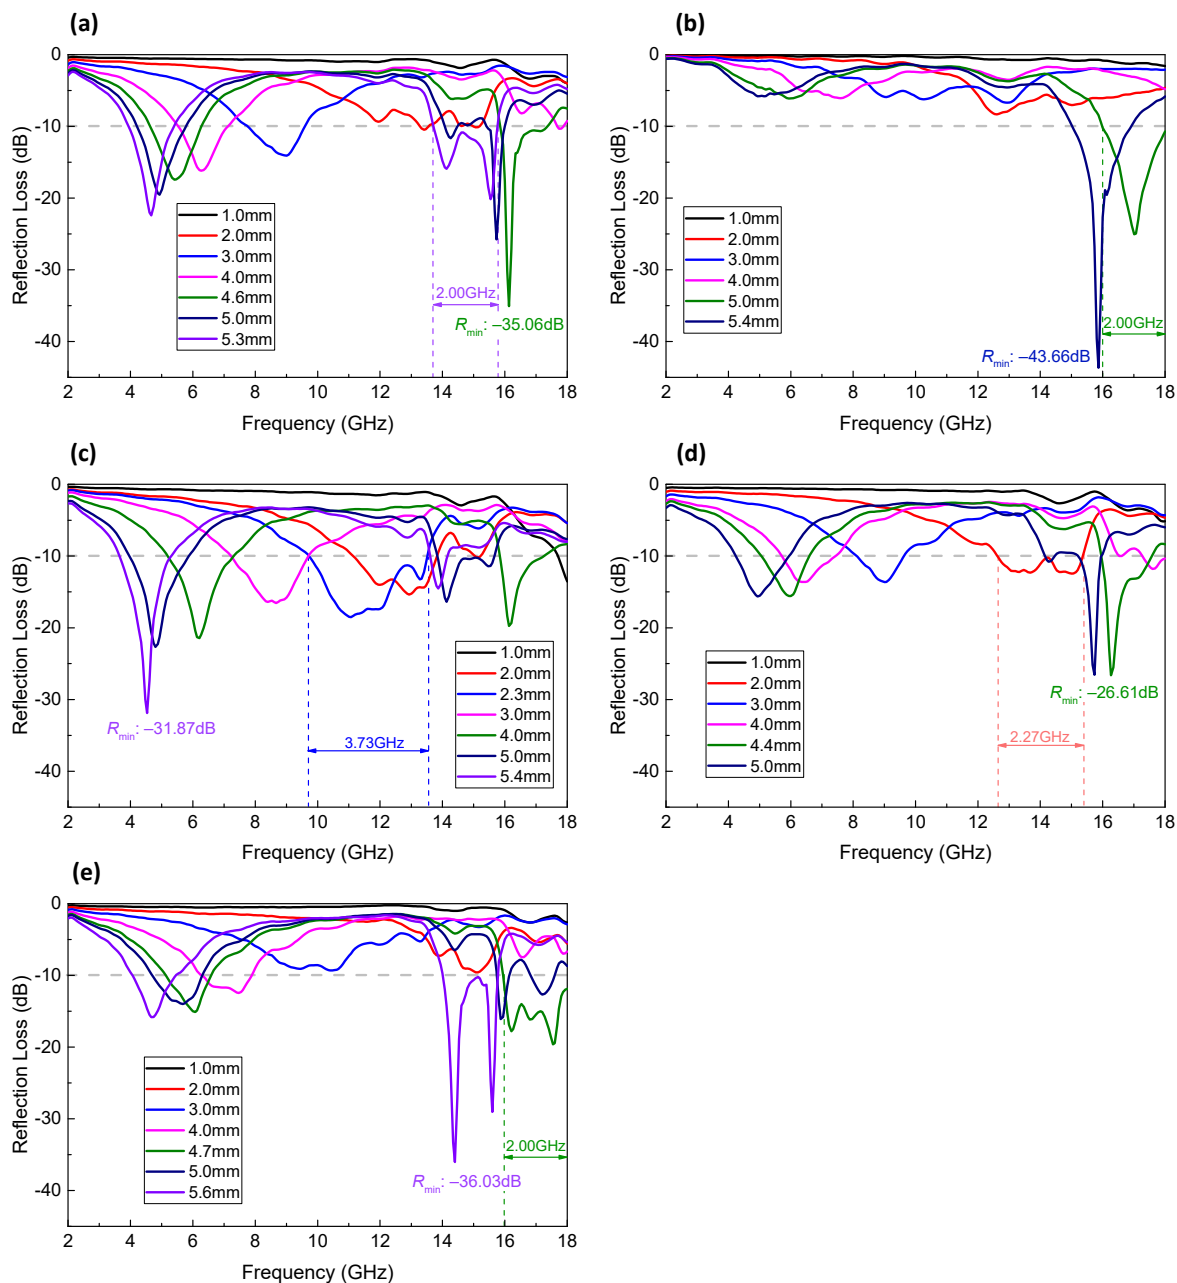 (a)
0
-10
-20
-30
-40
Reflection Loss (dB)
1.0mm
2.0mm
3.0mm
4.0mm
4.6mm
5.0mm
5.3mm
2.00GHz
Rmin: –35.06dB
2 4 6 8 10 12 14 16 18
Frequency (GHz)
(b)
0
-10
-20
-30
-40
Reflection Loss (dB)
1.0mm
2.0mm
3.0mm
4.0mm
5.0mm
5.4mm
2.00GHz
Rmin: –43.66dB
2 4 6 8 10 12 14 16 18
Frequency (GHz)
(c)
0
-10
-20
-30
-40
Reflection Loss (dB)
1.0mm
2.0mm
2.3mm
3.0mm
4.0mm
5.0mm
5.4mm
Rmin: –31.87dB
3.73GHz
2 4 6 8 10 12 14 16 18
Frequency (GHz)
(d)
0
-10
-20
-30
-40
Reflection Loss (dB)
1.0mm
2.0mm
3.0mm
4.0mm
4.4mm
5.0mm
Rmin: –26.61dB
2.27GHz
2 4 6 8 10 12 14 16 18
Frequency (GHz)
(e)
0
-10
-20
-30
-40
Reflection Loss (dB)
1.0mm
2.0mm
3.0mm
4.0mm
4.7mm
5.0mm
5.6mm
2.00GHz
Rmin: –36.03dB
2 4 6 8 10 12 14 16 18
Frequency (GHz)